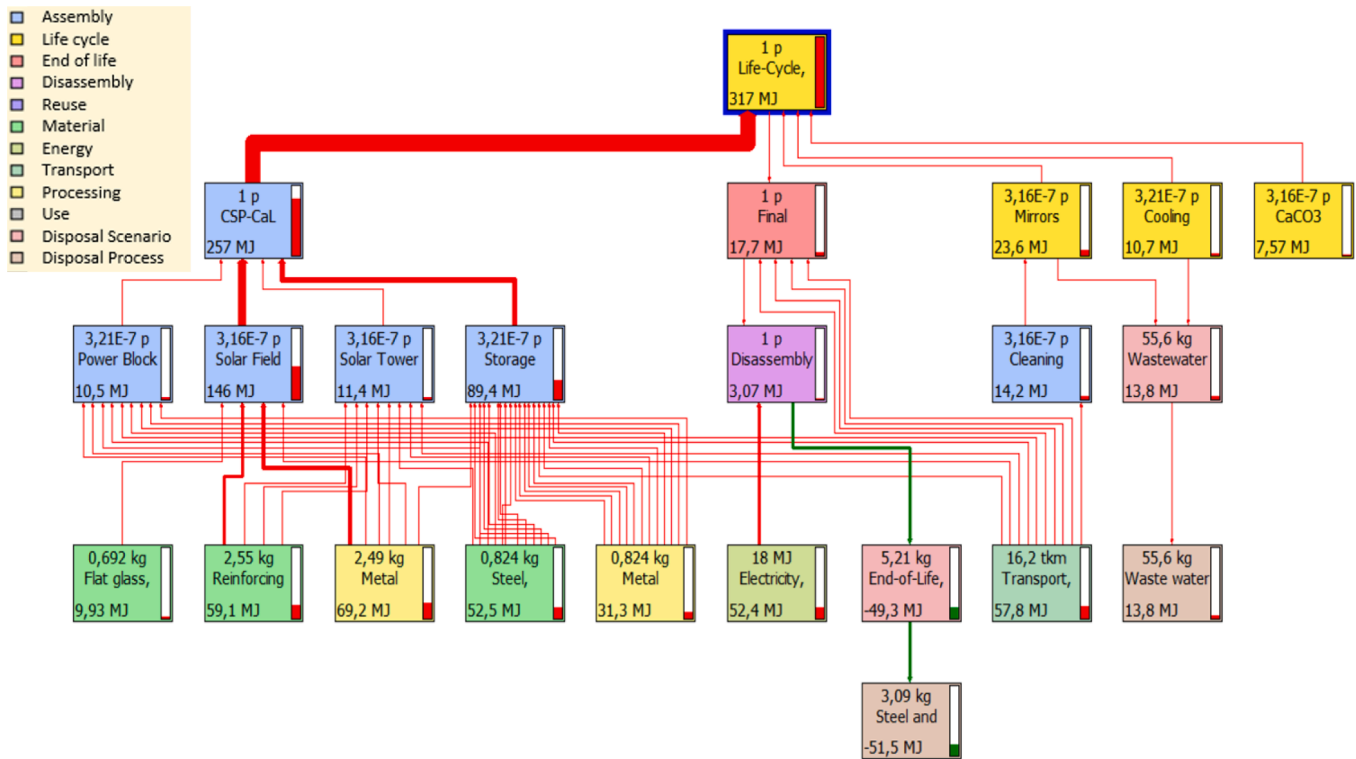 Assembly
Life cycle
End of life
Disassembly
Reuse
Material
Energy
Transport
Processing
Use
Disposal Scenario
Disposal Process
1 p
Life-Cycle,
317 MJ
1 p
CSP-CaL
257 MJ
1 p
Final
17,7 MJ
3,16E-7 p
Mirrors
23,6 MJ
3,21E-7 p
Cooling
10,7 MJ
3,16E-7 p
CaCO3
7,57 MJ
3,21E-7 p
Power Block
10,5 MJ
3,16E-7 p
Solar Field
146 MJ
3,16E-7 p
Solar Tower
11,4 MJ
3,21E-7 p
Storage
89,4 MJ
1 p
Disassembly
3,07 MJ
3,16E-7 p
Cleaning
14,2 MJ
55,6 kg
Wastewater
13,8 MJ
0,692 kg
Flat glass,
9,93 MJ
2,55 kg
Reinforcing
59,1 MJ
2,49 kg
Metal
69,2 MJ
0,824 kg
Steel,
52,5 MJ
0,824 kg
Metal
31,3 MJ
18 MJ
Electricity,
52,4 MJ
5,21 kg
End-of-Life,
-49,3 MJ
16,2 tkm
Transport,
57,8 MJ
55,6 kg
Waste water
13,8 MJ
3,09 kg
Steel and
-51,5 MJ